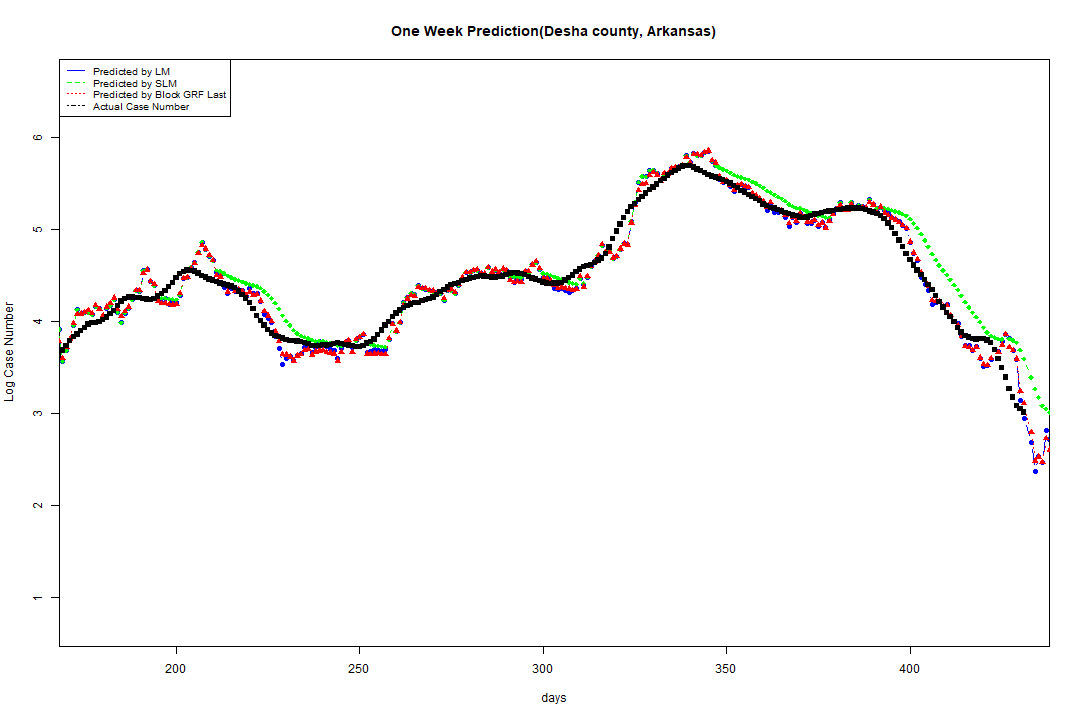 One Week Prediction(Desha county, Arkansas)
Predicted by LM
Predicted by SLM
Predicted by Block GRF Last
Actual Case Number
Log Case Number
6
5
4
3
2
1
200 250 300 350 400
days